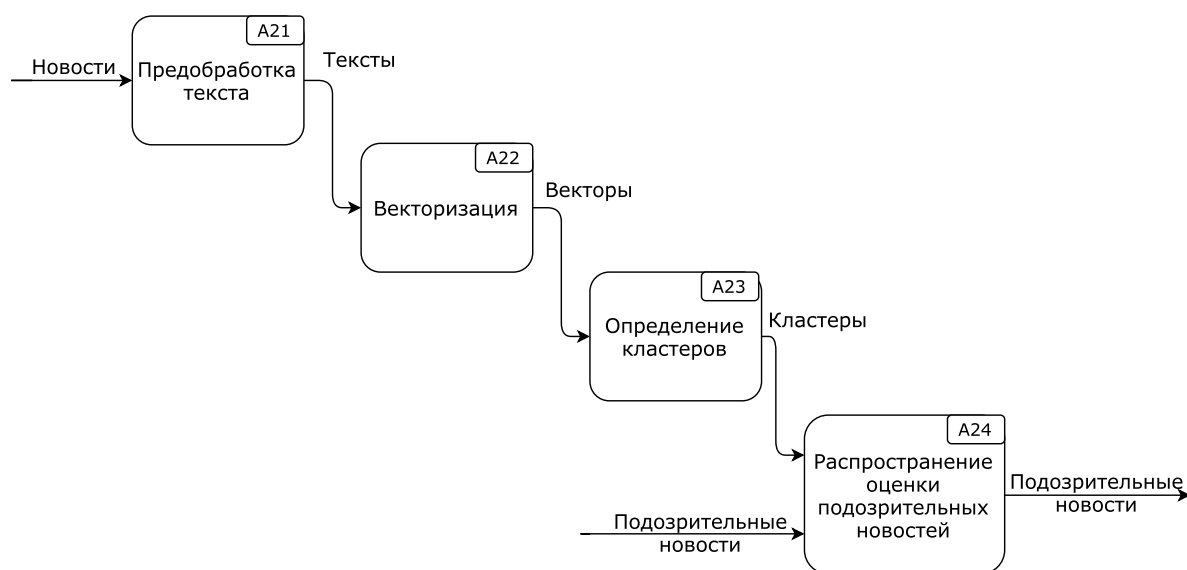 A21
Новости
Предобработка
текста
Тексты
A22
Векторизация
Векторы
A23
Определение
кластеров
Кластеры
A24
Распространение
оценки
подозрительных
новостей
Подозрительные
новости
Подозрительные
новости